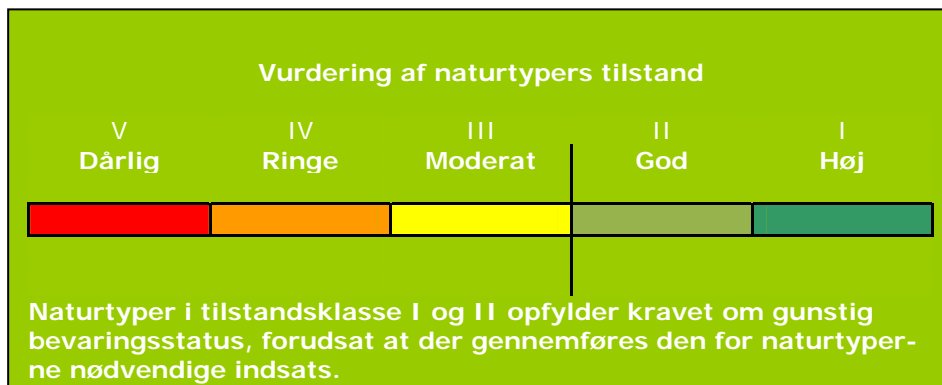 Vurdering af naturtypers tilstand
V IV III II I
Dårlig Ringe Moderat God Høj
Naturtyper i tilstandsklasse I og II opfylder kravet om gunstig
bevaringsstatus, forudsat at der gennemføres den for naturtyper-
ne nødvendige indsats.